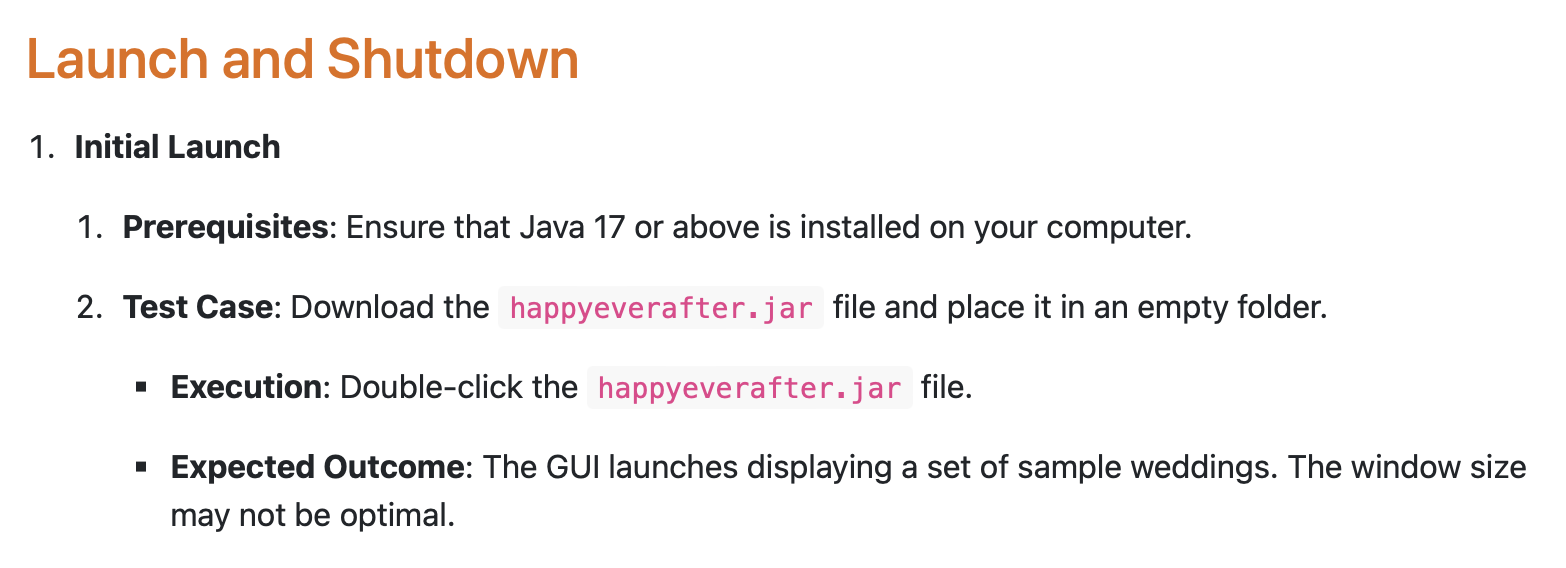 Launch and Shutdown
1. Initial Launch
1. Prerequisites: Ensure that Java 17 or above is installed on your computer.
2. Test Case: Download the happyeverafter.jar file and place it in an empty folder.
▪ Execution: Double-click the happyeverafter.jar file.
▪ Expected Outcome: The GUI launches displaying a set of sample weddings. The window size
may not be optimal.